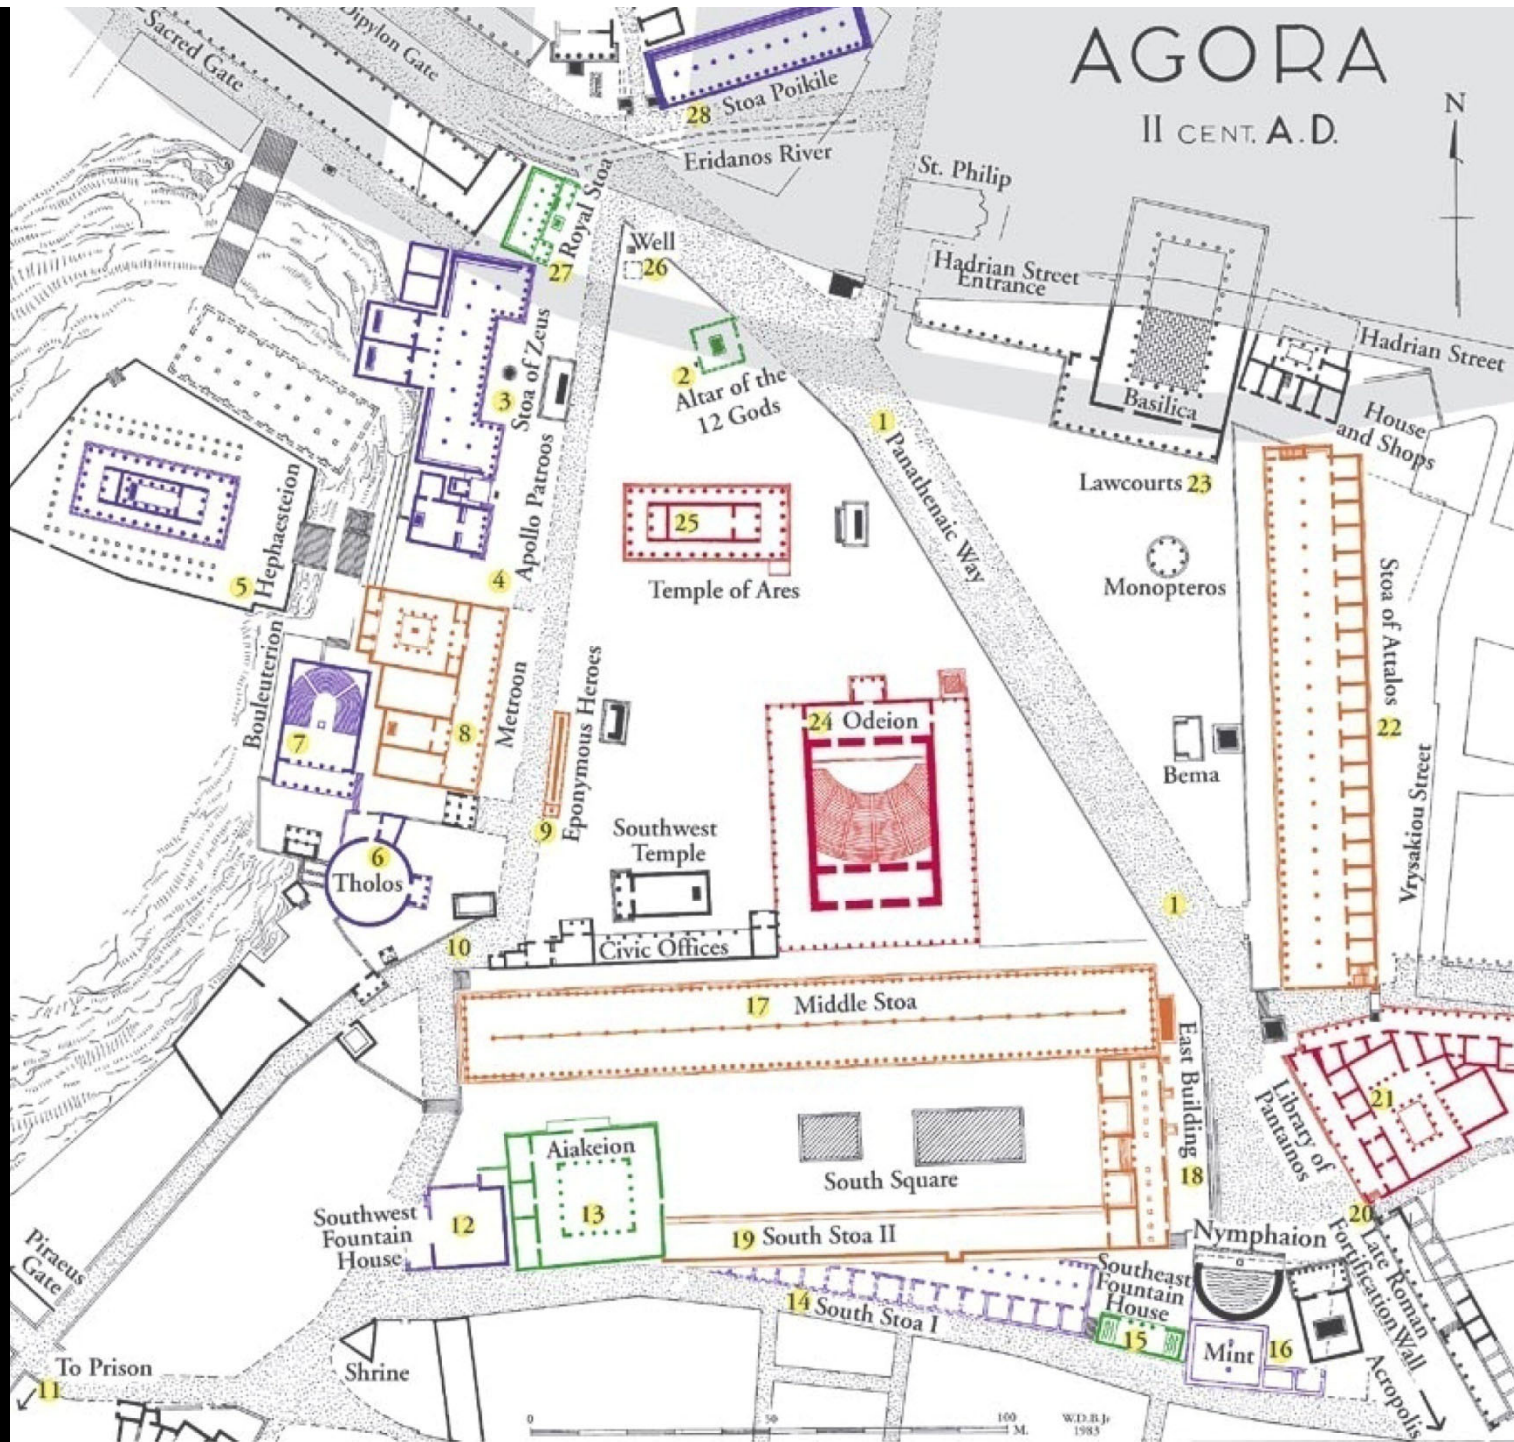 AGORA
II CENT. A.D.
N
Sacred Gate
Dipylon Gate
28 Stoa Poikile
Eridanos River
St. Philip
Royal Stoa
27
Well
26
Hadrian Street
Entrance
Hadrian Street
2
Altar of the
12 Gods
3
Stoa of Zeus
1
Panathenaic Way
Basilica
House
and Shops
Lawcourts 23
5
Hephaesteion
4
Apollo Patroos
25
Temple of Ares
Monopteros
Stoa of Attalos
22
Bouleuterion
7
8
Metroon
Eponymous Heroes
9
24 Odeion
Bema
Vrysakiou Street
6
Tholos
Southwest
Temple
1
10
Civic Offices
17 Middle Stoa
East Building
18
Library of
Pantainos
21
Aiakeion
13
South Square
Southwest
Fountain
House
12
19 South Stoa II
20
Nymphaion
Late Roman
Fortification Wall
Piraeus
Gate
14 South Stoa I
Southeast
Fountain
House
15
Mint 16
To Prison
11
Shrine
Acropolis
0 50 100
M.
W.D.B.Jr
1983